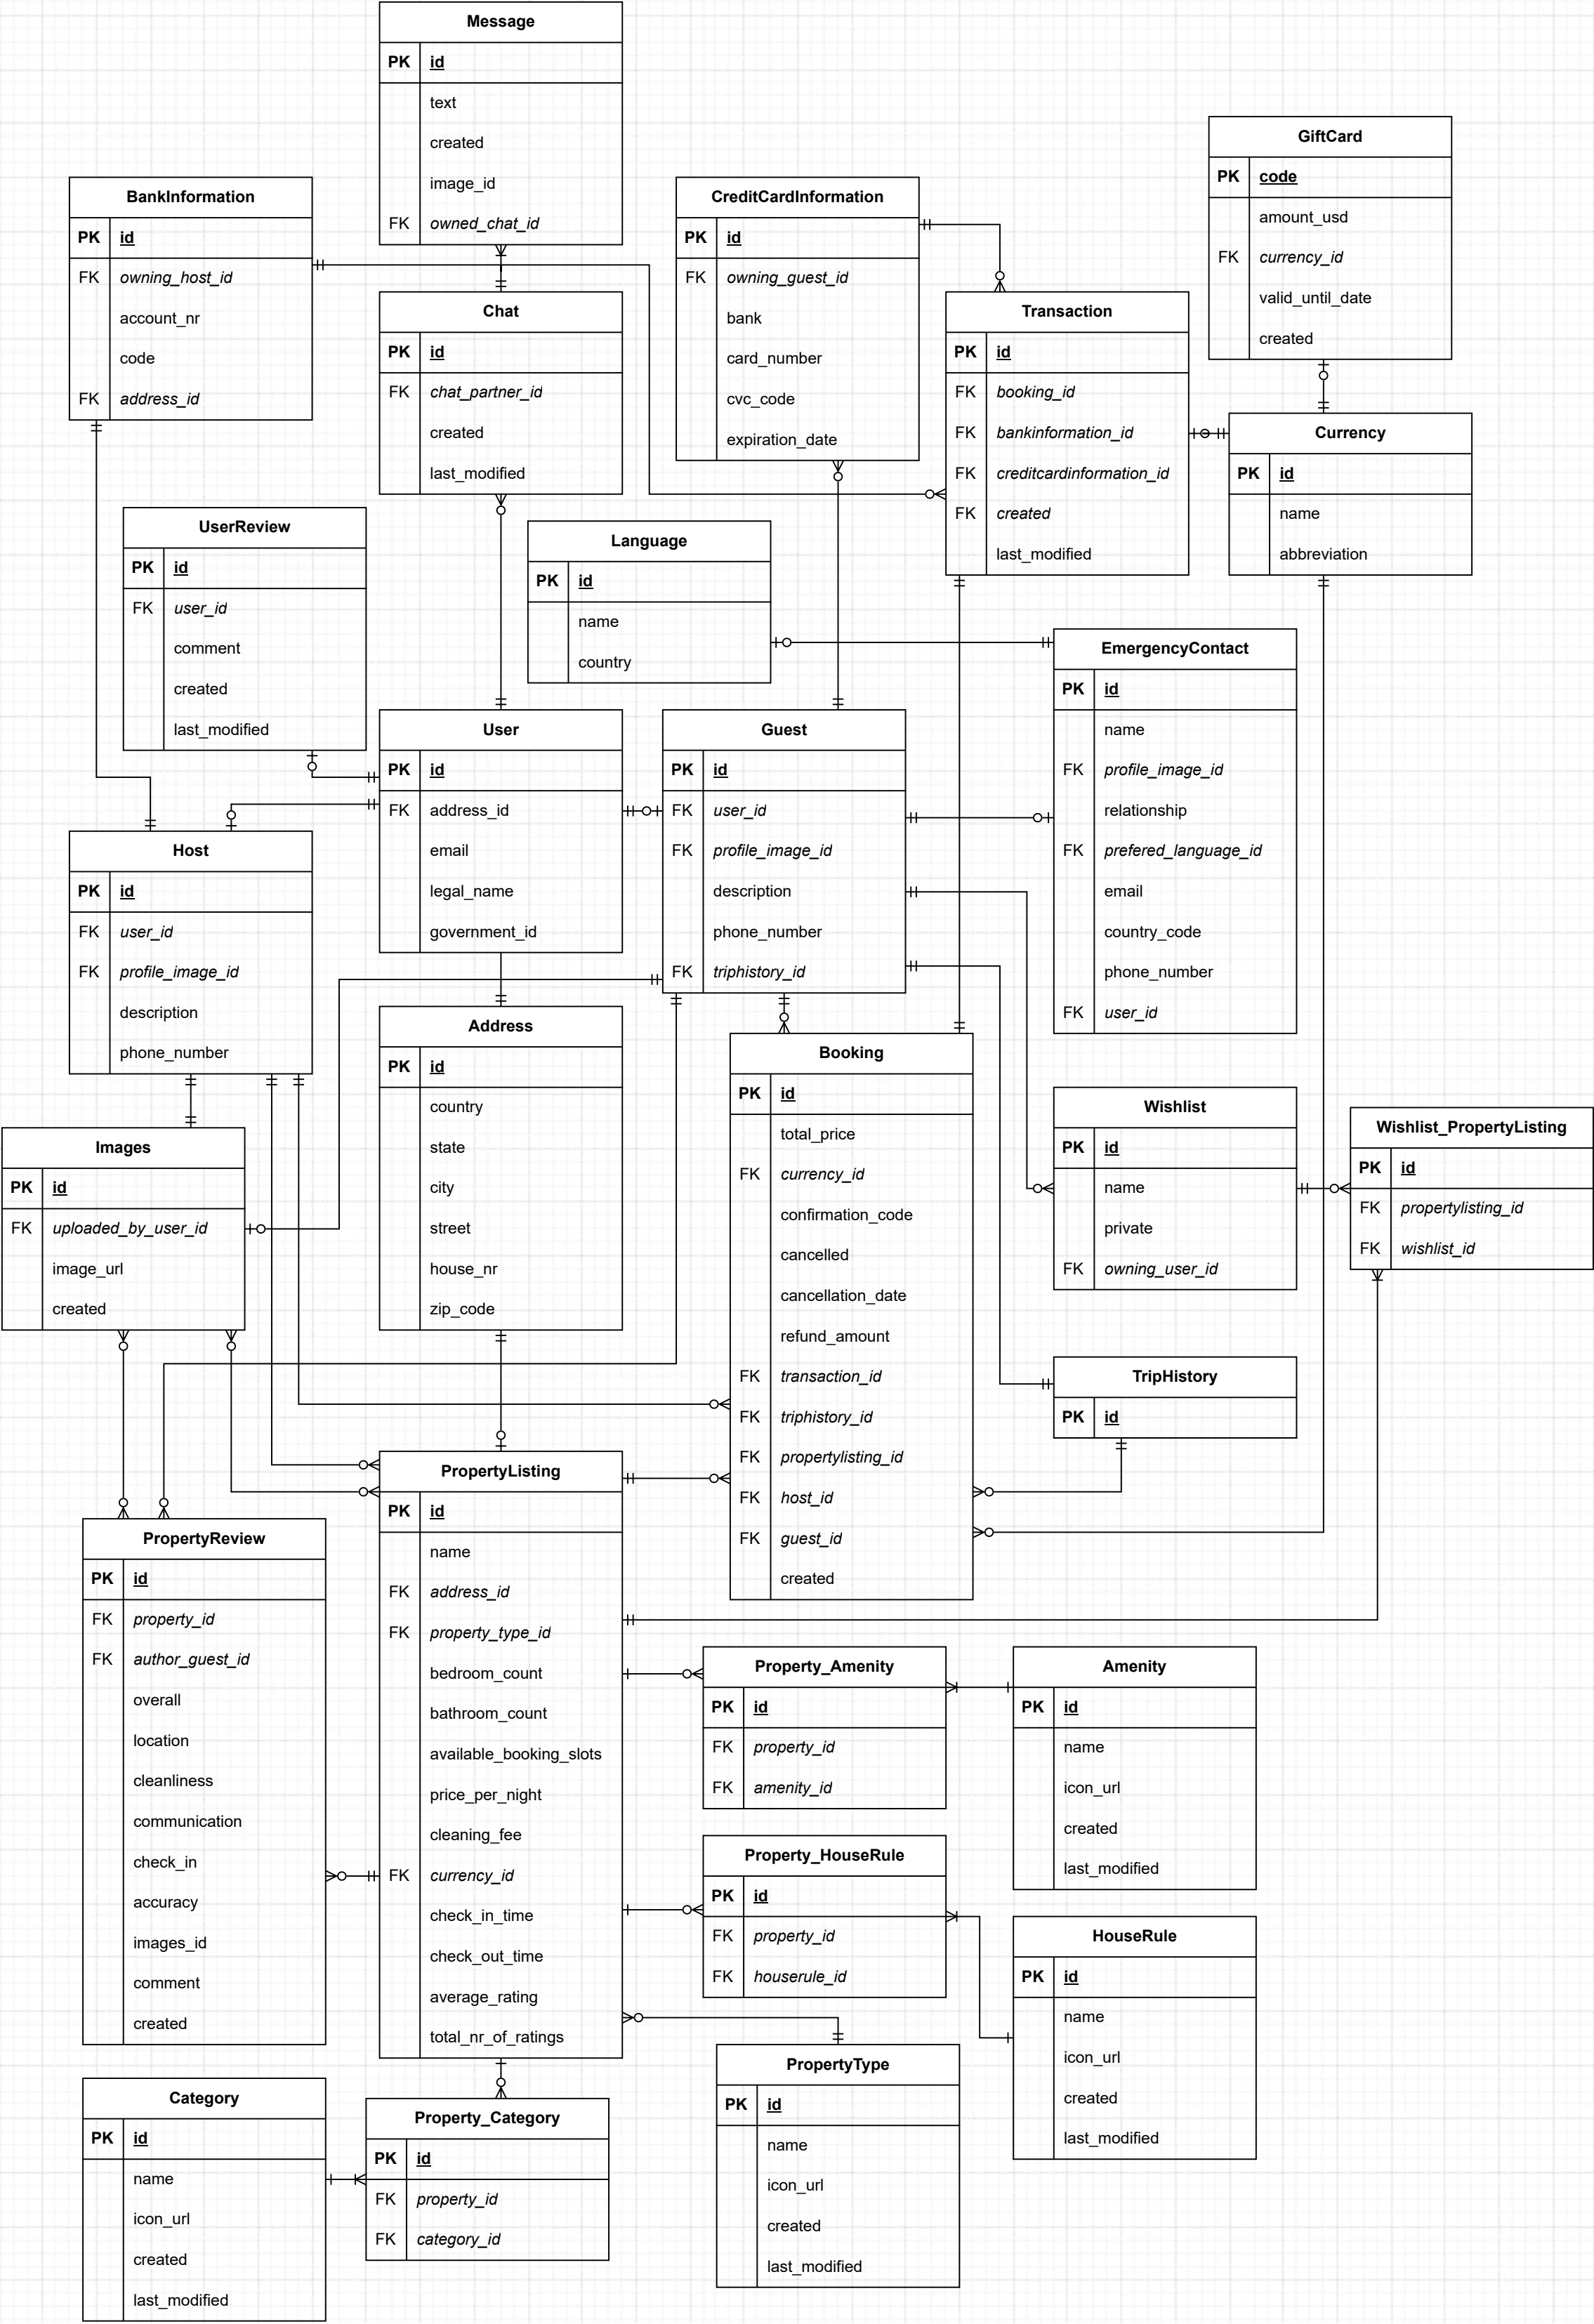 Message
PK id
text
created
image_id
FK owned_chat_id
GiftCard
PK code
amount_usd
FK currency_id
valid_until_date
created
BankInformation
PK id
FK owning_host_id
account_nr
code
FK address_id
CreditCardInformation
PK id
FK owning_guest_id
bank
card_number
cvc_code
expiration_date
Chat
PK id
FK chat_partner_id
created
last_modified
Transaction
PK id
FK booking_id
FK bankinformation_id
FK creditcardinformation_id
FK created
last_modified
Currency
PK id
name
abbreviation
UserReview
PK id
FK user_id
comment
created
last_modified
Language
PK id
name
country
EmergencyContact
PK id
name
FK profile_image_id
relationship
FK prefered_language_id
email
country_code
phone_number
FK user_id
User
PK id
FK address_id
email
legal_name
government_id
Guest
PK id
FK user_id
FK profile_image_id
description
phone_number
FK triphistory_id
Host
PK id
FK user_id
FK profile_image_id
description
phone_number
Address
PK id
country
state
city
street
house_nr
zip_code
Booking
PK id
total_price
FK currency_id
confirmation_code
cancelled
cancellation_date
refund_amount
FK transaction_id
FK triphistory_id
FK propertylisting_id
FK host_id
FK guest_id
created
Wishlist
PK id
name
private
FK owning_user_id
Wishlist_PropertyListing
PK id
FK propertylisting_id
FK wishlist_id
Images
PK id
FK uploaded_by_user_id
image_url
created
TripHistory
PK id
PropertyListing
PK id
name
FK address_id
FK property_type_id
bedroom_count
bathroom_count
available_booking_slots
price_per_night
cleaning_fee
FK currency_id
check_in_time
check_out_time
average_rating
total_nr_of_ratings
PropertyReview
PK id
FK property_id
FK author_guest_id
overall
location
cleanliness
communication
check_in
accuracy
images_id
comment
created
Property_Amenity
PK id
FK property_id
FK amenity_id
Amenity
PK id
name
icon_url
created
last_modified
Property_HouseRule
PK id
FK property_id
FK houserule_id
HouseRule
PK id
name
icon_url
created
last_modified
PropertyType
PK id
name
icon_url
created
last_modified
Category
PK id
name
icon_url
created
last_modified
Property_Category
PK id
FK property_id
FK category_id